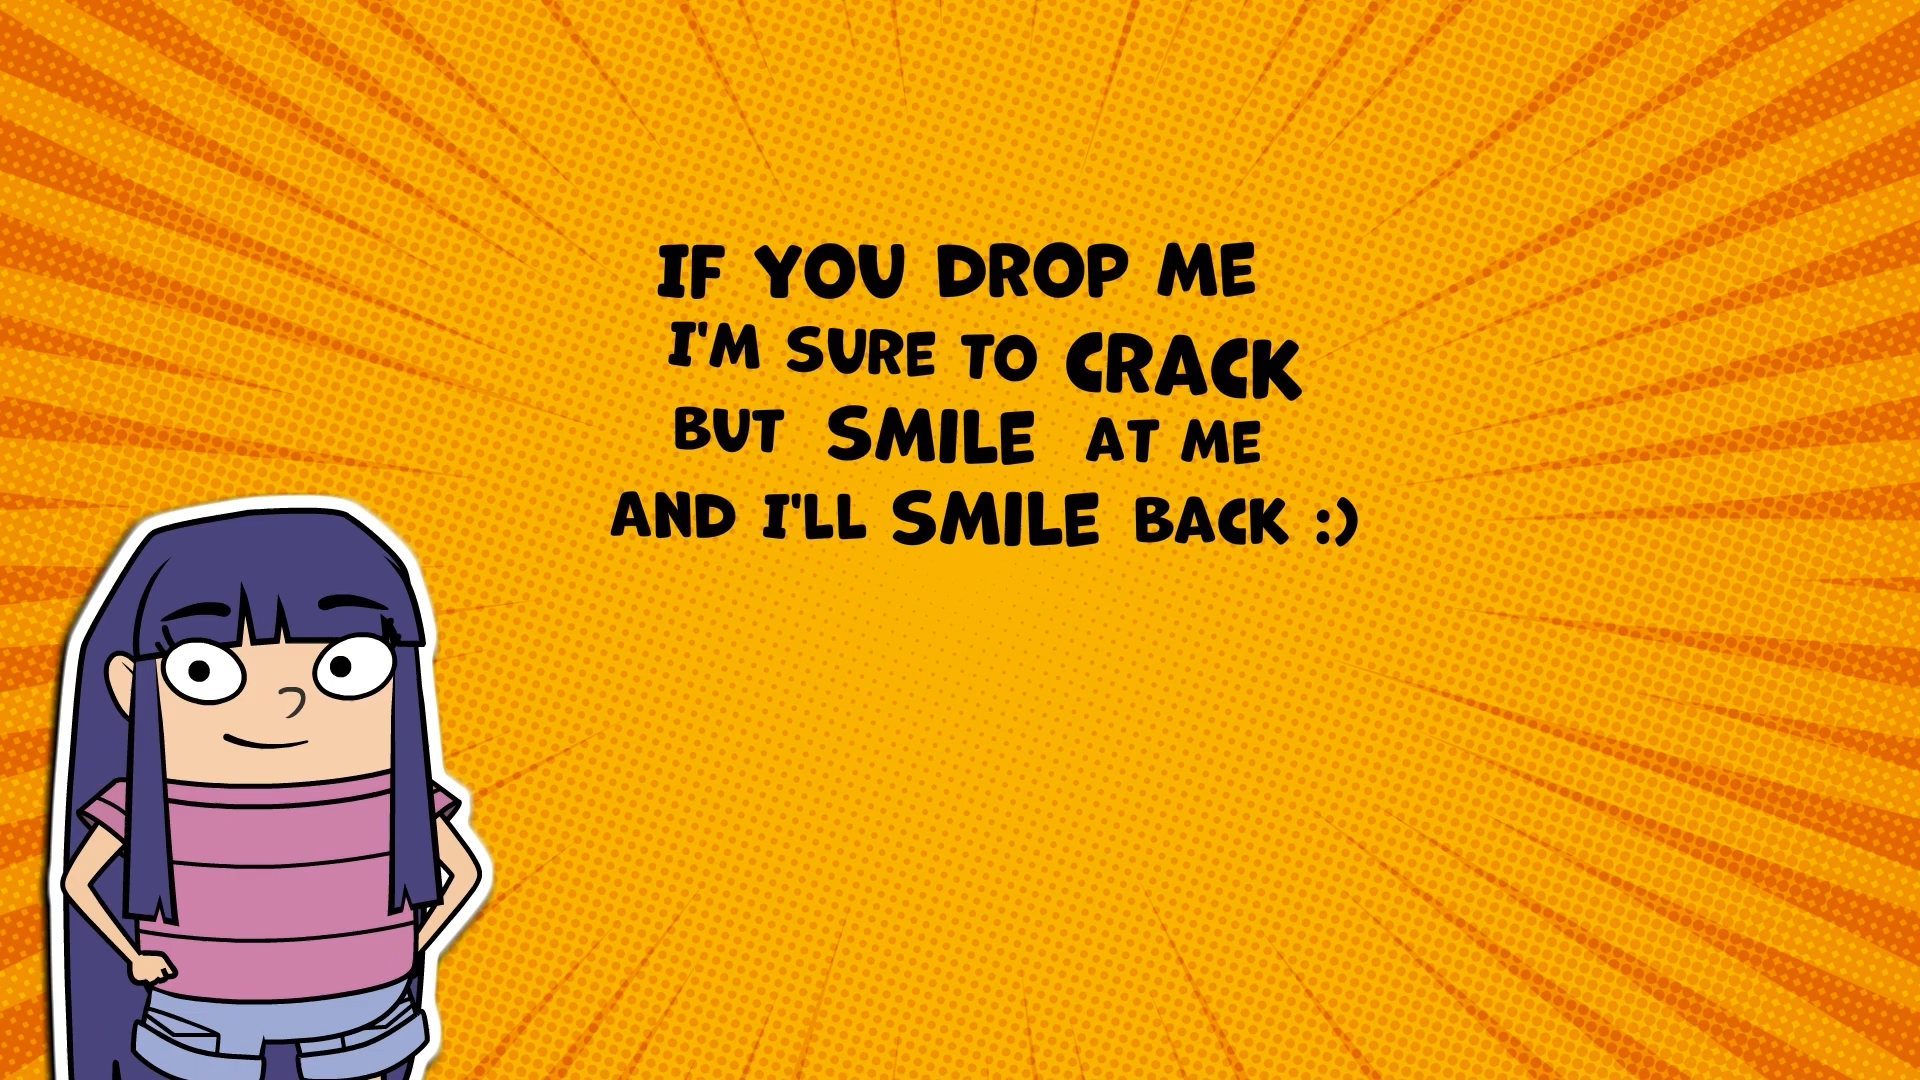 IF YOU DROP ME
I'M SURE TO CRACK
BUT SMILE AT ME
AND I'LL SMILE BACK :)